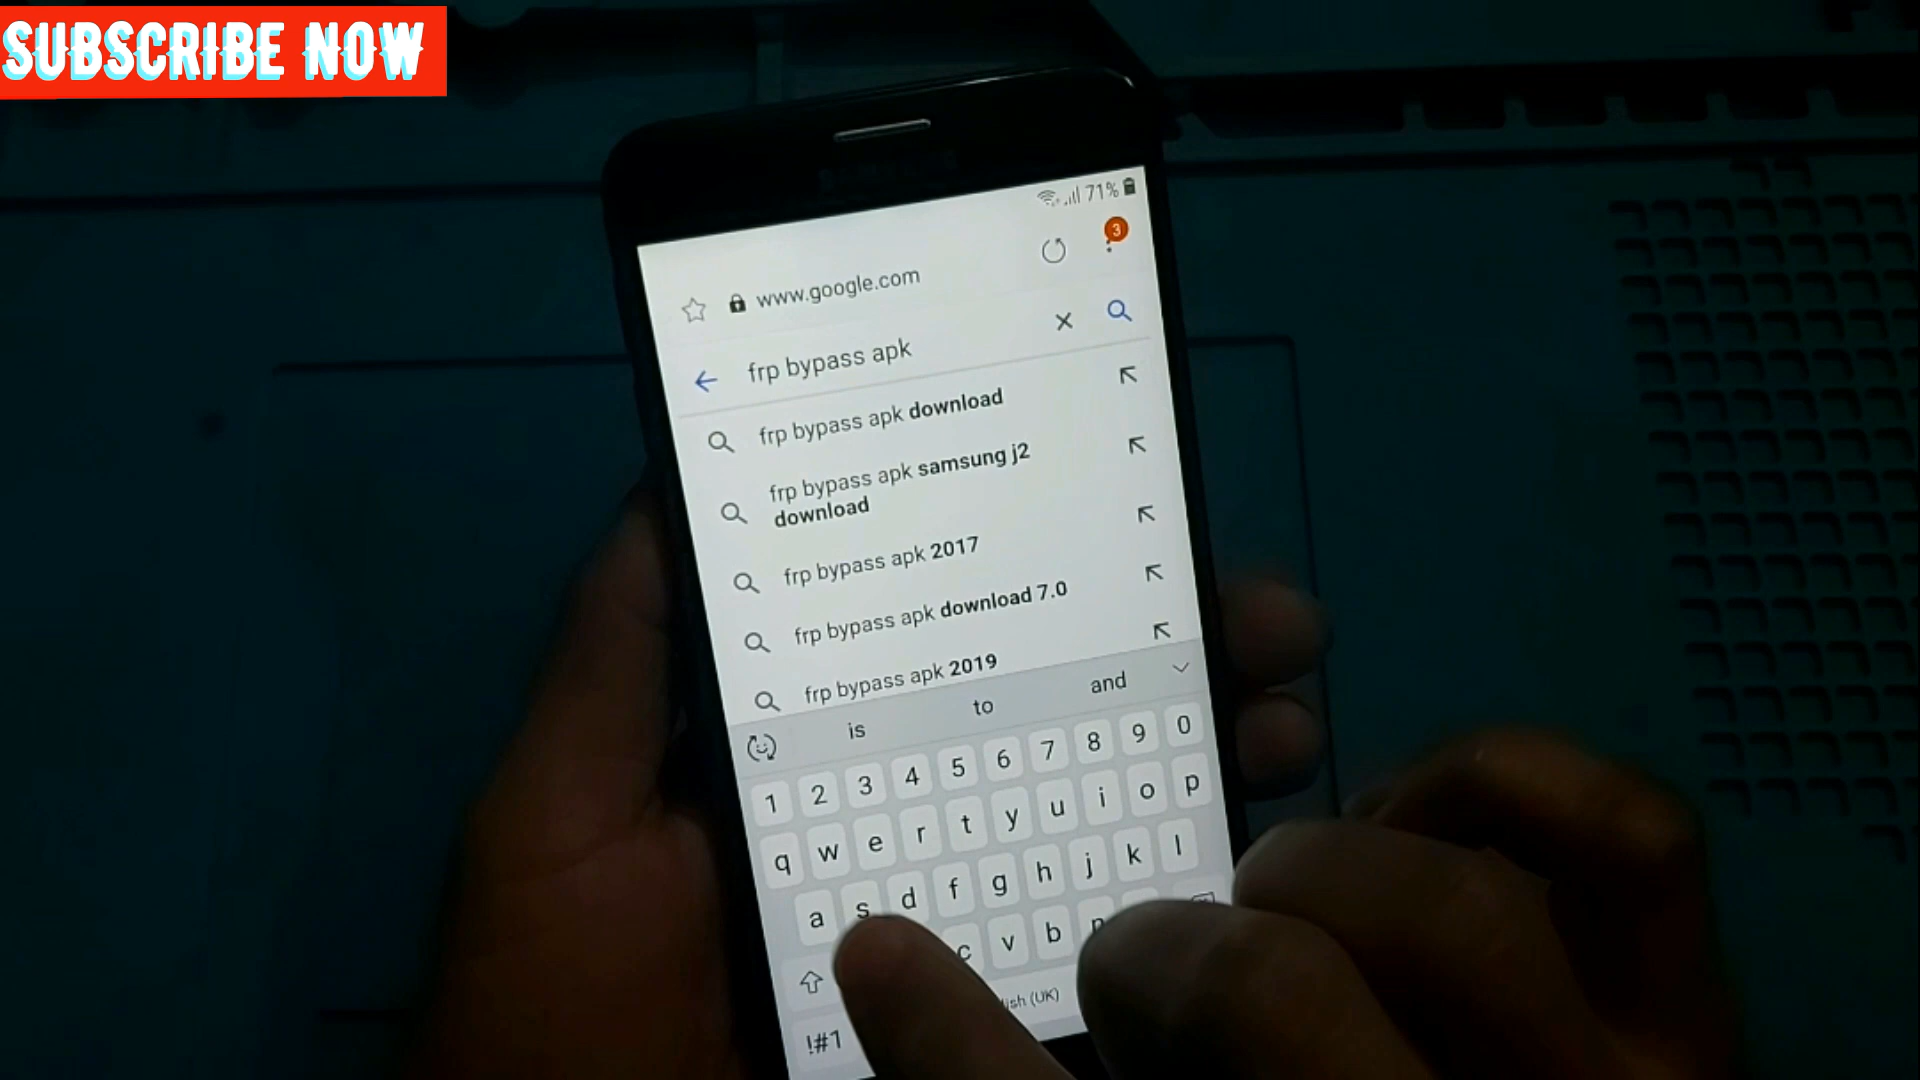 SUBSCRIBE NOW
71%
3
www.google.com
frp bypass apk
frp bypass apk download
frp bypass apk samsung j2
download
frp bypass apk 2017
frp bypass apk download 7.0
frp bypass apk 2019
is to and
1 2 3 4 5 6 7 8 9 0
q w e r t y u i o p
a s d f g h j k l
c v b
(UK)
!#1